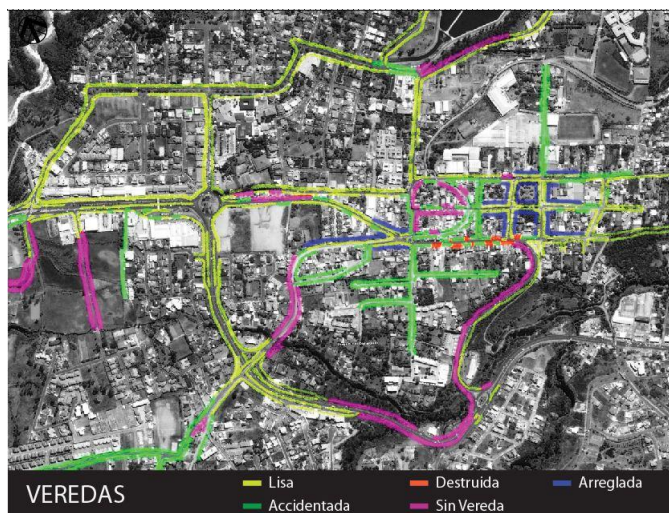 VEREDAS
Lisa
Destruida
Arreglada
Accidentada
Sin Vereda